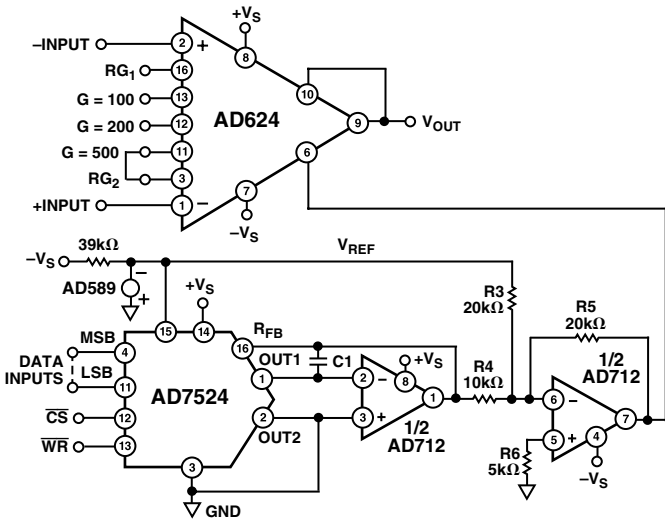 +VS
–INPUT
2
+
8
RG1
16
10
G = 100
13
AD624
G = 200
12
9
VOUT
G = 500
11
6
RG2
3
7
+INPUT
1
–
–VS
39kΩ
–VS
VREF
–
AD589
+
+VS
R3
20kΩ
R5
20kΩ
15
14
RFB
16
MSB
4
OUT1
C1
+VS
1/2
AD712
DATA
INPUTS
LSB
11
AD7524
1
2
–
8
1
R4
10kΩ
6
–
7
CS
12
2
3
+
OUT2
1/2
AD712
5
+
4
WR
13
R6
5kΩ
–VS
3
GND